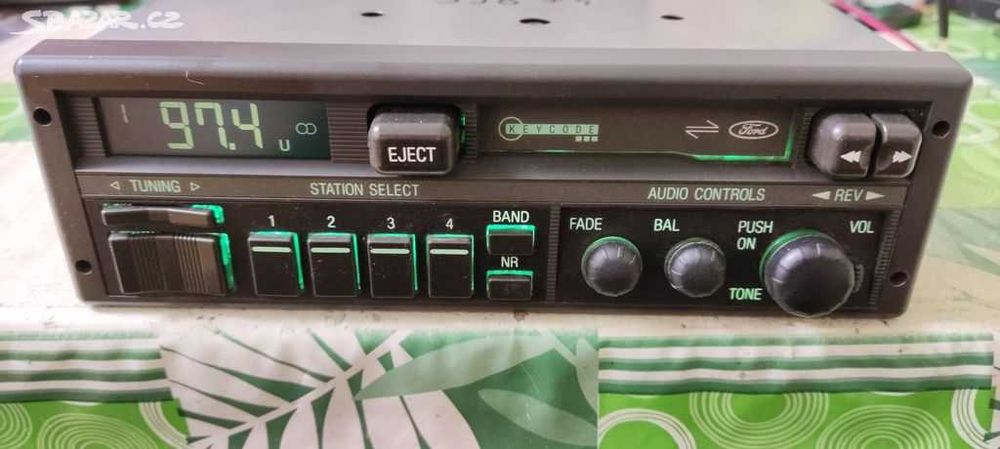 SBAZAR.CZ
97.4 U
EJECT
KEYCODE
Ford
TUNING
STATION SELECT
AUDIO CONTROLS
REV
1 2 3 4
BAND
NR
FADE
BAL
PUSH
ON
VOL
TONE